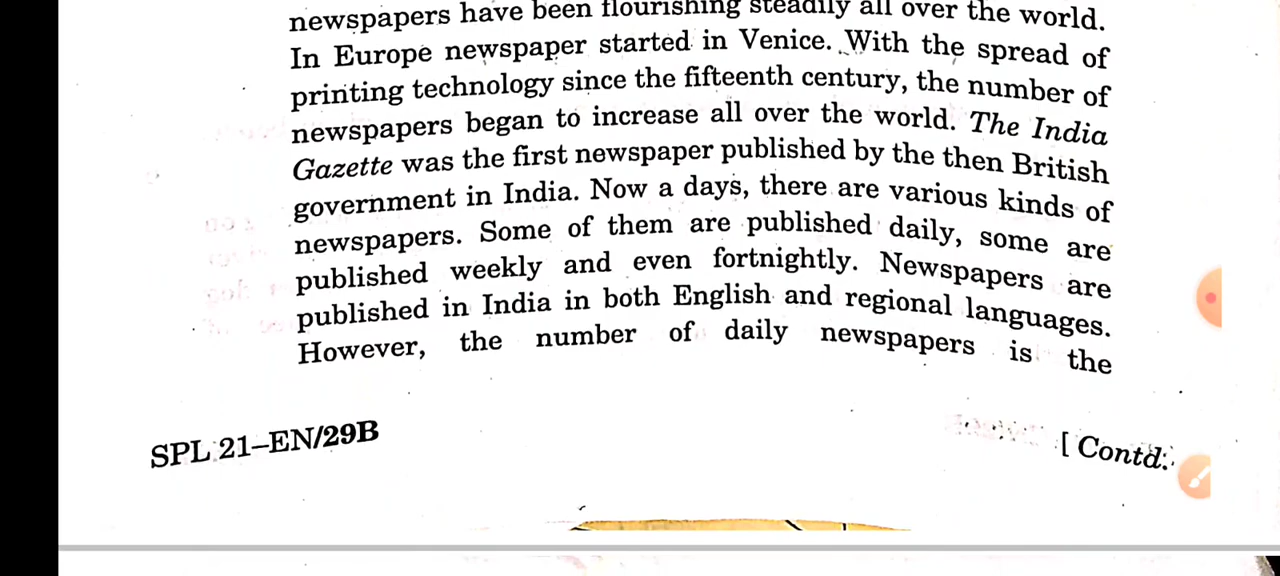 newspapers have been flourishing steadily all over the world.
In Europe newspaper started in Venice. With the spread of
printing technology since the fifteenth century, the number of
newspapers began to increase all over the world. The India
Gazette was the first newspaper published by the then British
government in India. Now a days, there are various kinds of
newspapers. Some of them are published daily, some are
published weekly and even fortnightly. Newspapers are
published in India in both English and regional languages.
However, the number of daily newspapers is the
SPL 21–EN/29B
[ Contd.